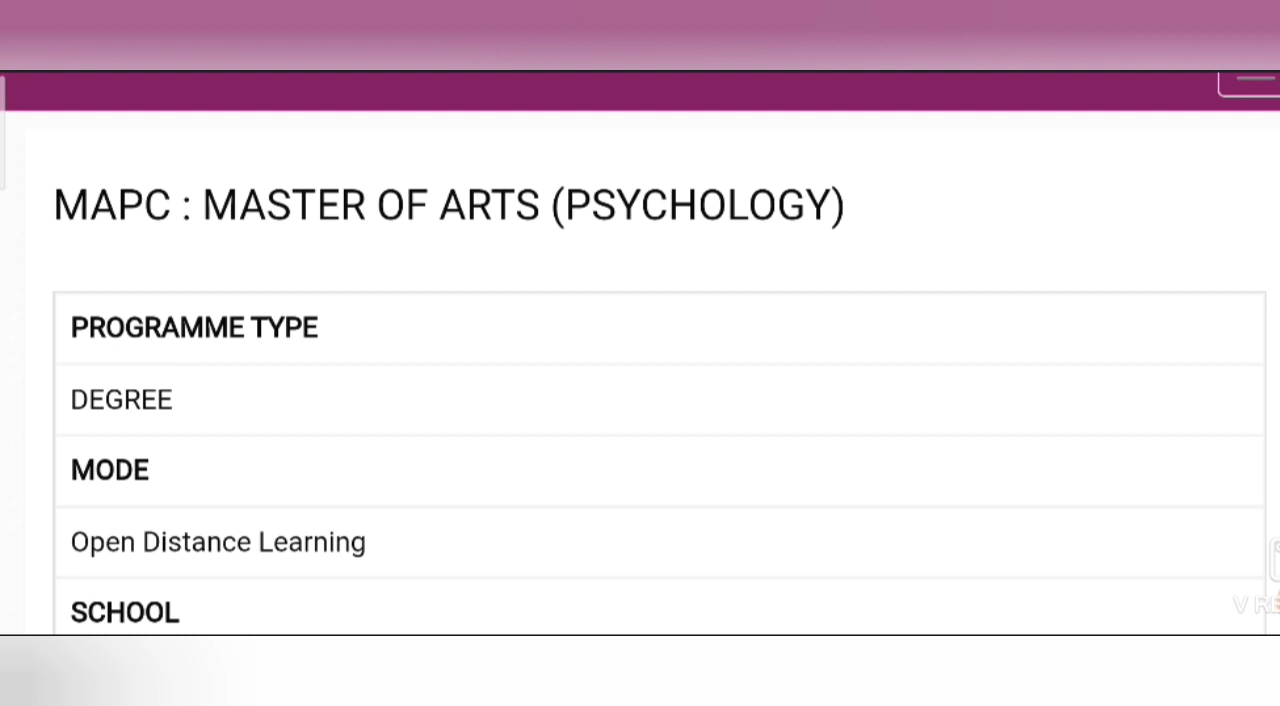 MAPC : MASTER OF ARTS (PSYCHOLOGY)
PROGRAMME TYPE
DEGREE
MODE
Open Distance Learning
SCHOOL